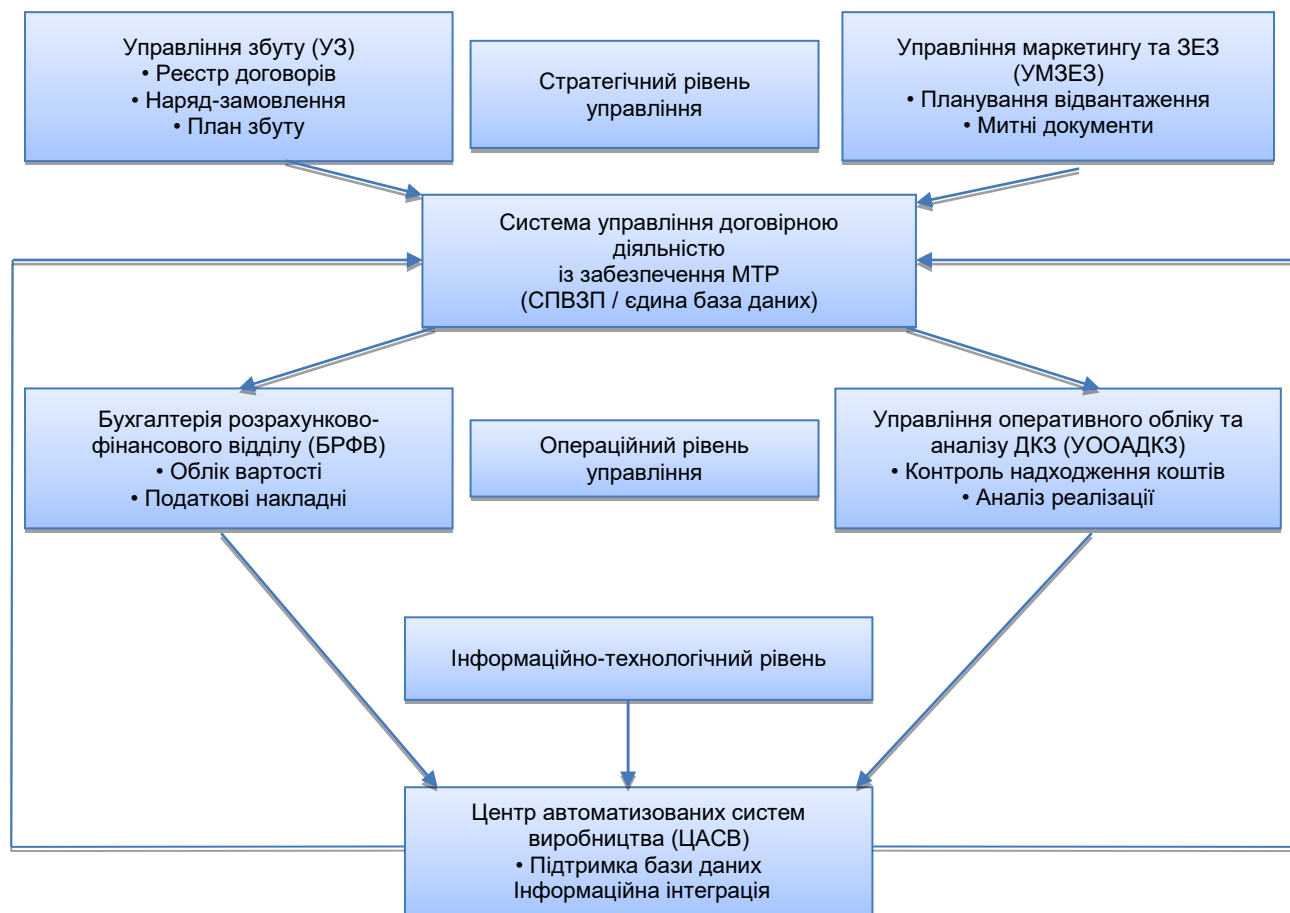 Управління збуту (УЗ)
• Реєстр договорів
• Наряд-замовлення
• План збуту
Стратегічний рівень
управління
Управління маркетингу та ЗЕЗ
(УМЗЕЗ)
• Планування відвантаження
• Митні документи
Система управління договірною
діяльністю
із забезпечення МТР
(СПВЗП / єдина база даних)
Бухгалтерія розрахунково-
фінансового відділу (БРФВ)
• Облік вартості
• Податкові накладні
Операційний рівень
управління
Управління оперативного обліку та
аналізу ДКЗ (УООАДКЗ)
• Контроль надходження коштів
• Аналіз реалізації
Інформаційно-технологічний рівень
Центр автоматизованих систем
виробництва (ЦАСВ)
• Підтримка бази даних
Інформаційна інтеграція